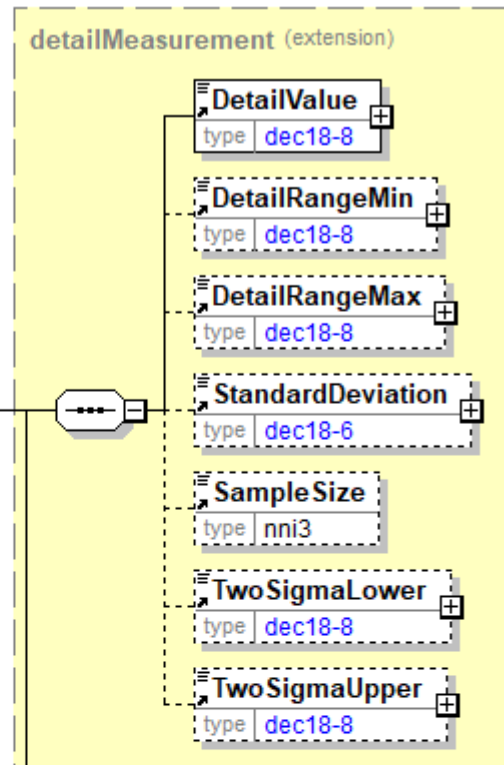 detailMeasurement (extension)
DetailValue
type dec18-8
DetailRangeMin
type dec18-8
DetailRangeMax
type dec18-8
StandardDeviation
type dec18-6
SampleSize
type nni3
TwoSigmaLower
type dec18-8
TwoSigmaUpper
type dec18-8